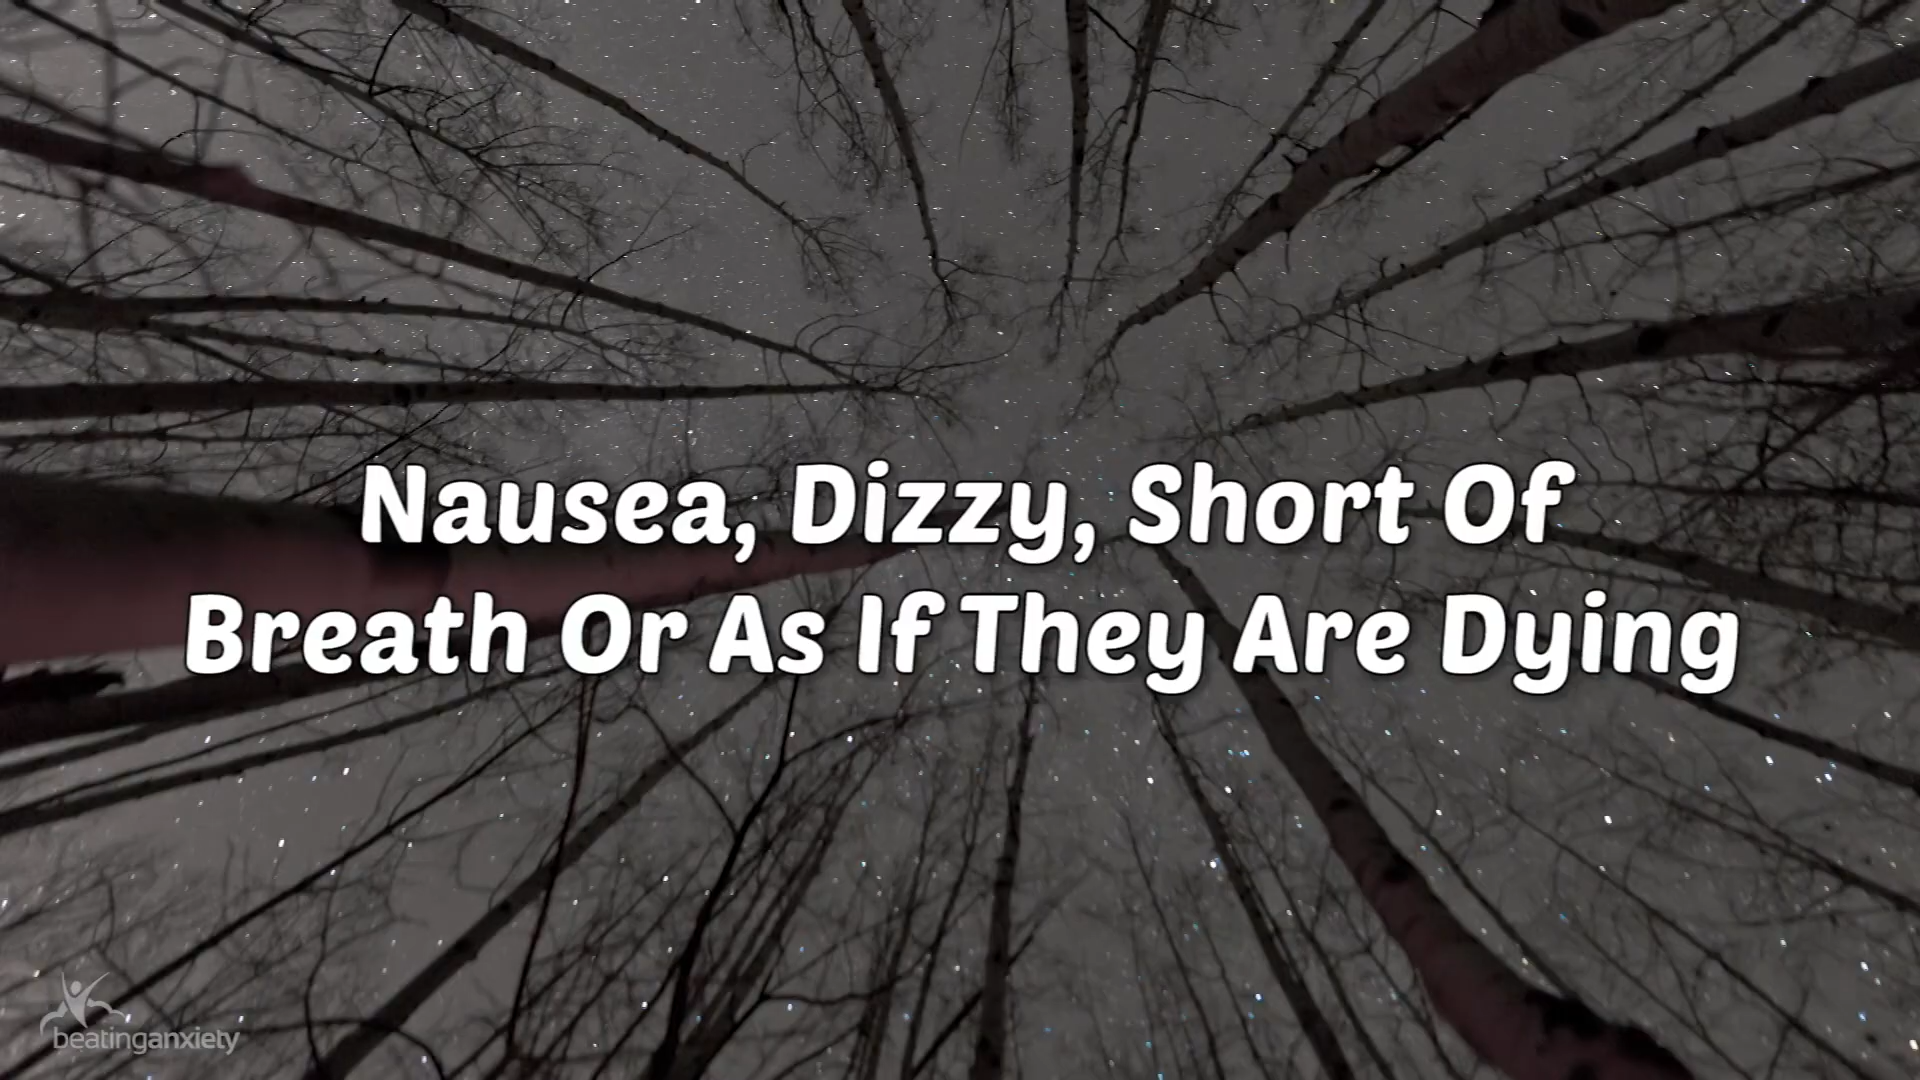 Nausea, Dizzy, Short Of
Breath Or As If They Are Dying
beatinganxiety